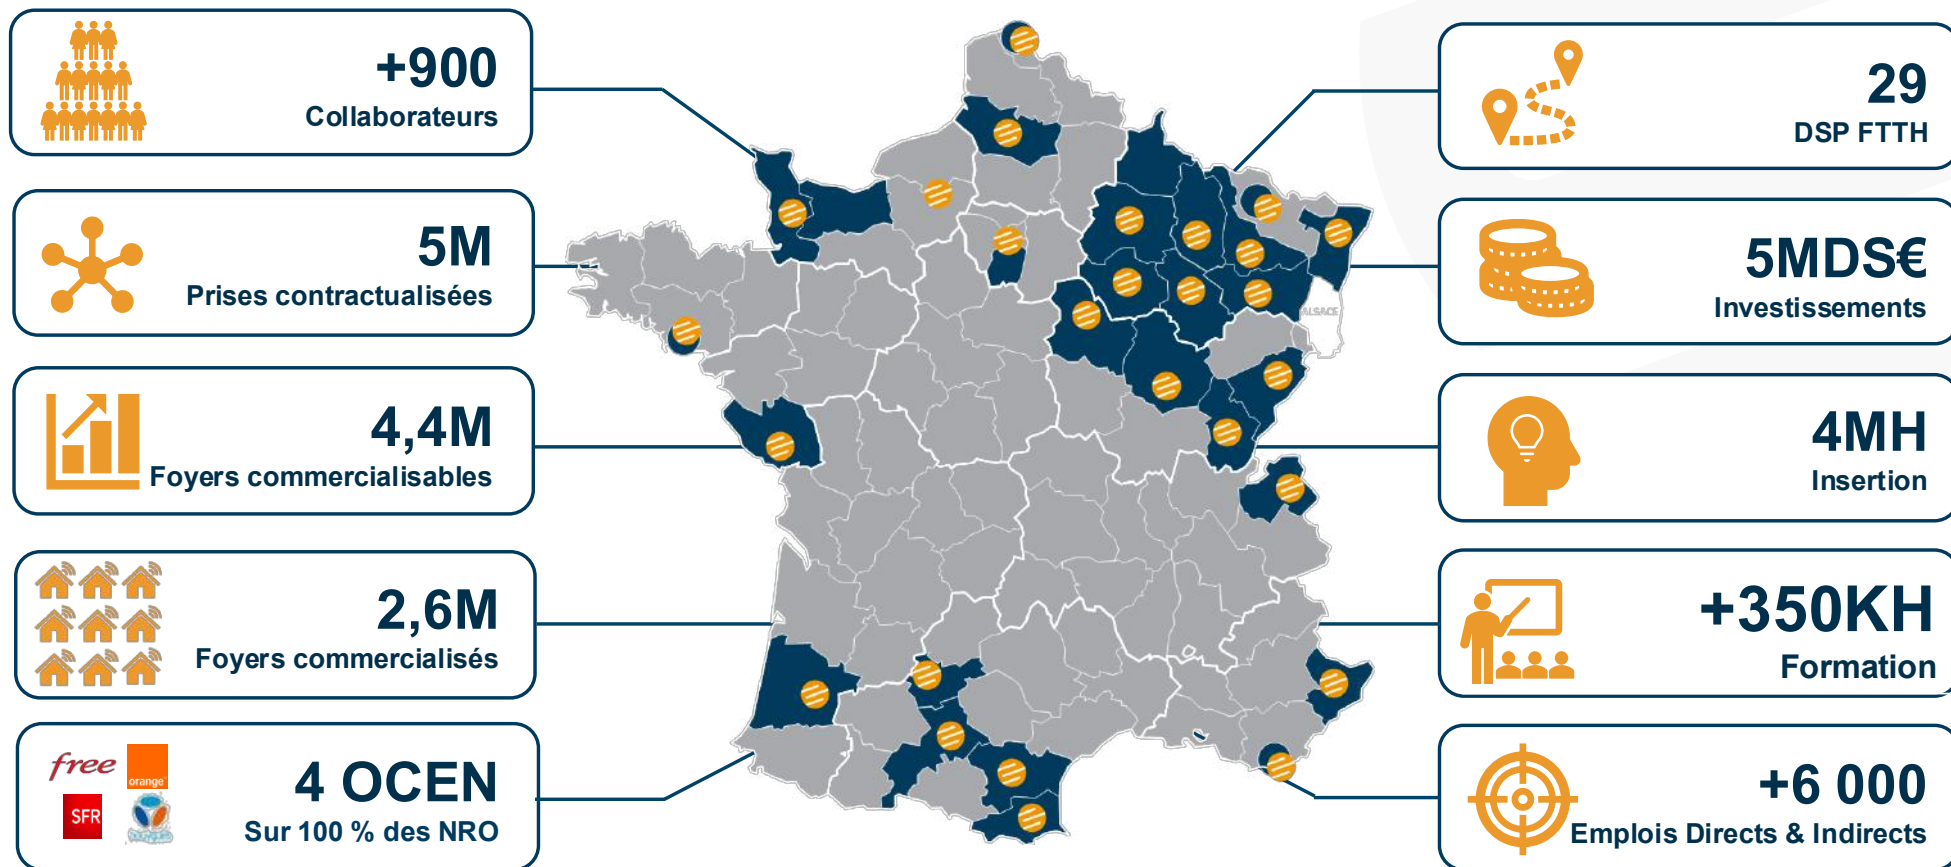 +900
Collaborateurs
5M
Prises contractualisées
4,4M
Foyers commercialisables
2,6M
Foyers commercialisés
free
orange
SFR
4 OCEN
Sur 100 % des NRO
ALSACE
29
DSP FTTH
5MDS€
Investissements
4MH
Insertion
+350KH
Formation
+6 000
Emplois Directs & Indirects